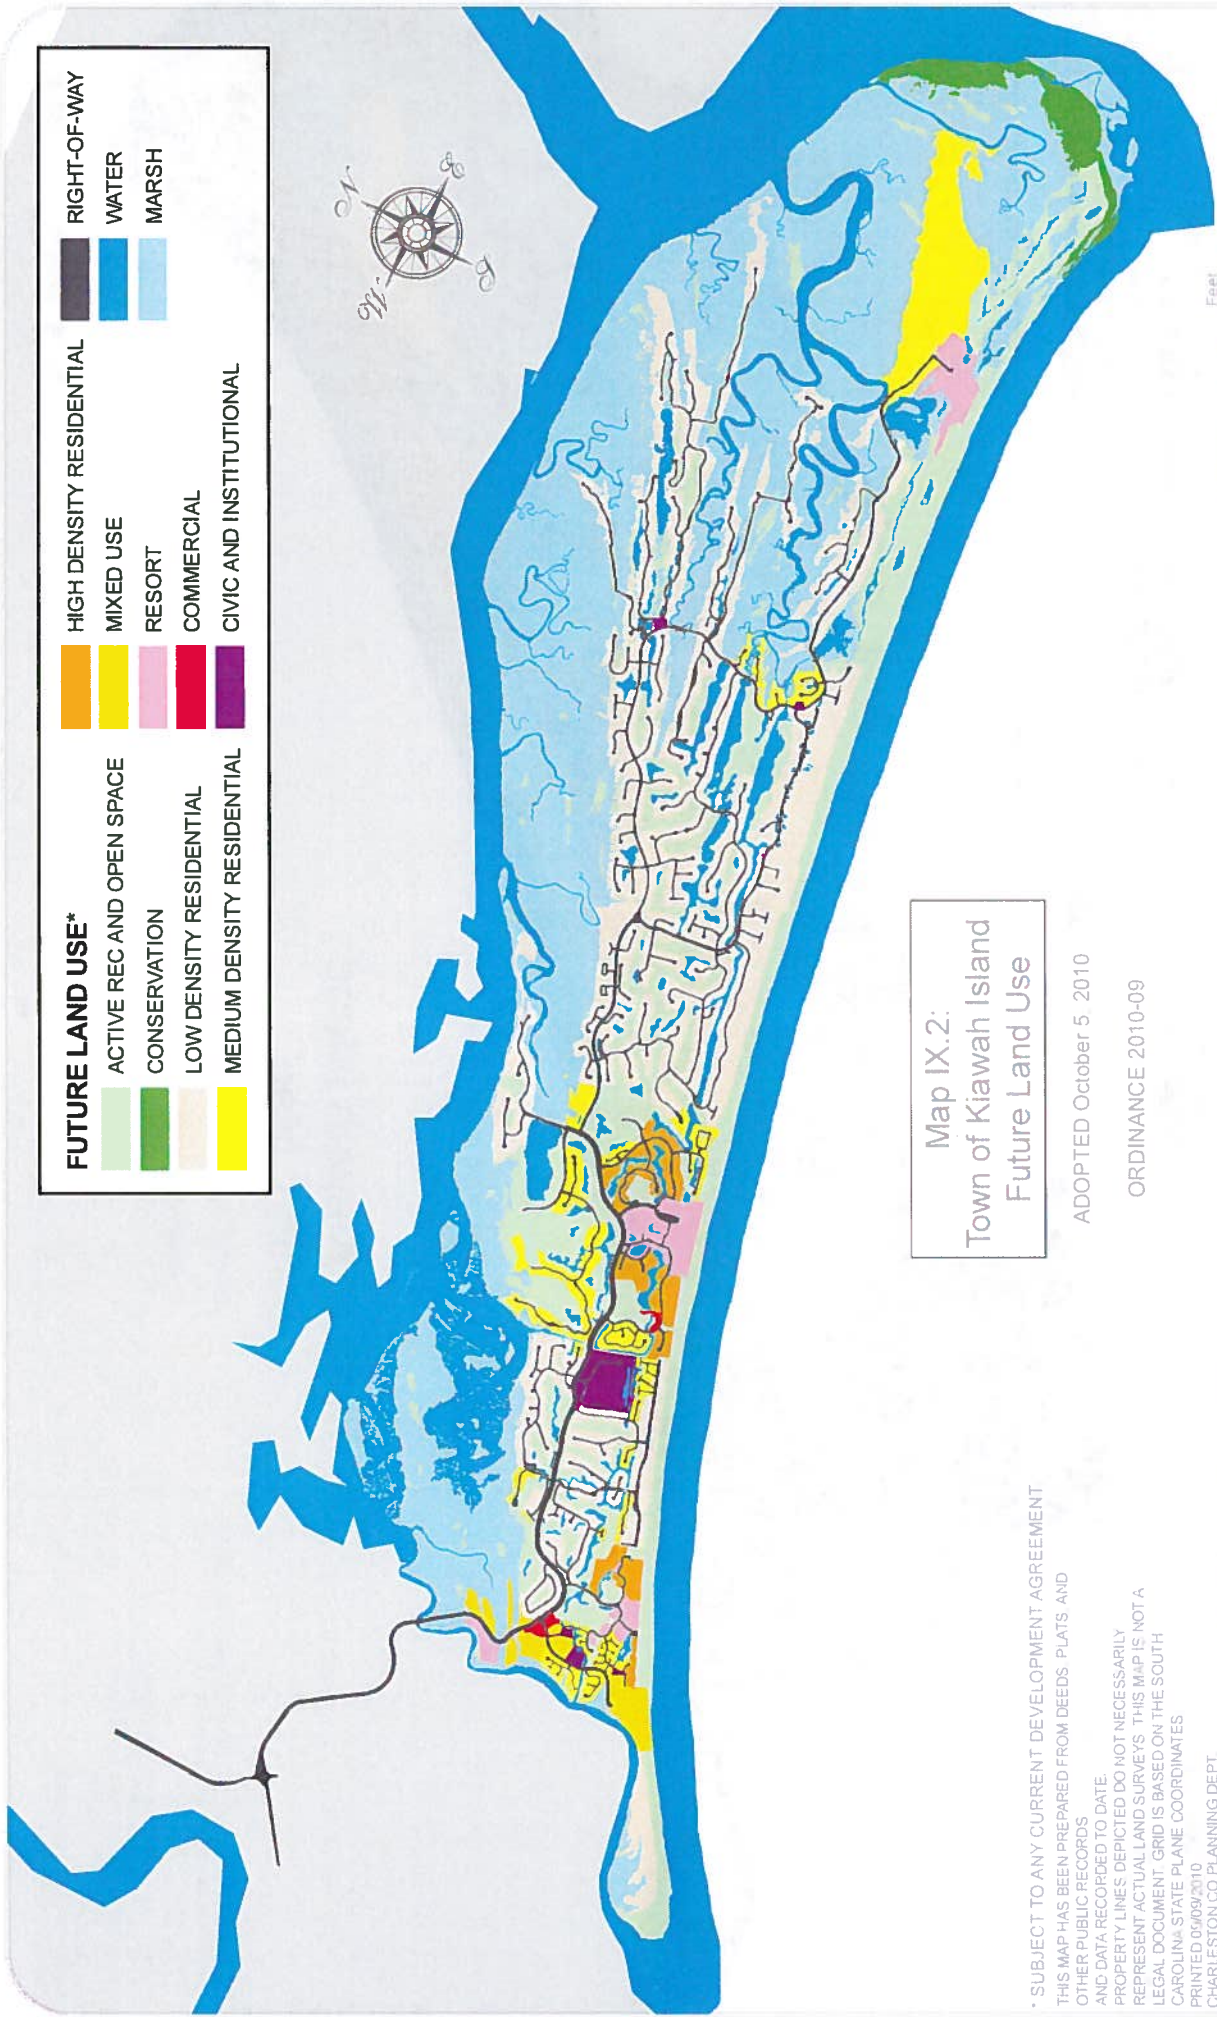 FUTURE LAND USE*
ACTIVE REC AND OPEN SPACE
CONSERVATION
LOW DENSITY RESIDENTIAL
MEDIUM DENSITY RESIDENTIAL
HIGH DENSITY RESIDENTIAL
MIXED USE
RESORT
COMMERCIAL
CIVIC AND INSTITUTIONAL
RIGHT-OF-WAY
WATER
MARSH
N
E
S
W
Map IX.2:
Town of Kiawah Island
Future Land Use
ADOPTED October 5 2010
ORDINANCE 2010-09
* SUBJECT TO ANY CURRENT DEVELOPMENT AGREEMENT
THIS MAP HAS BEEN PREPARED FROM DEEDS PLATS AND
OTHER PUBLIC RECORDS
AND DATA RECORDED TO DATE.
PROPERTY LINES DEPICTED DO NOT NECESSARILY
REPRESENT ACTUAL LAND SURVEYS THIS MAP IS NOT A
LEGAL DOCUMENT GRID IS BASED ON THE SOUTH
CAROLINA STATE PLANE COORDINATES
PRINTED 09/09/2010
CHARLESTON CO PLANNING DEPT
Feet